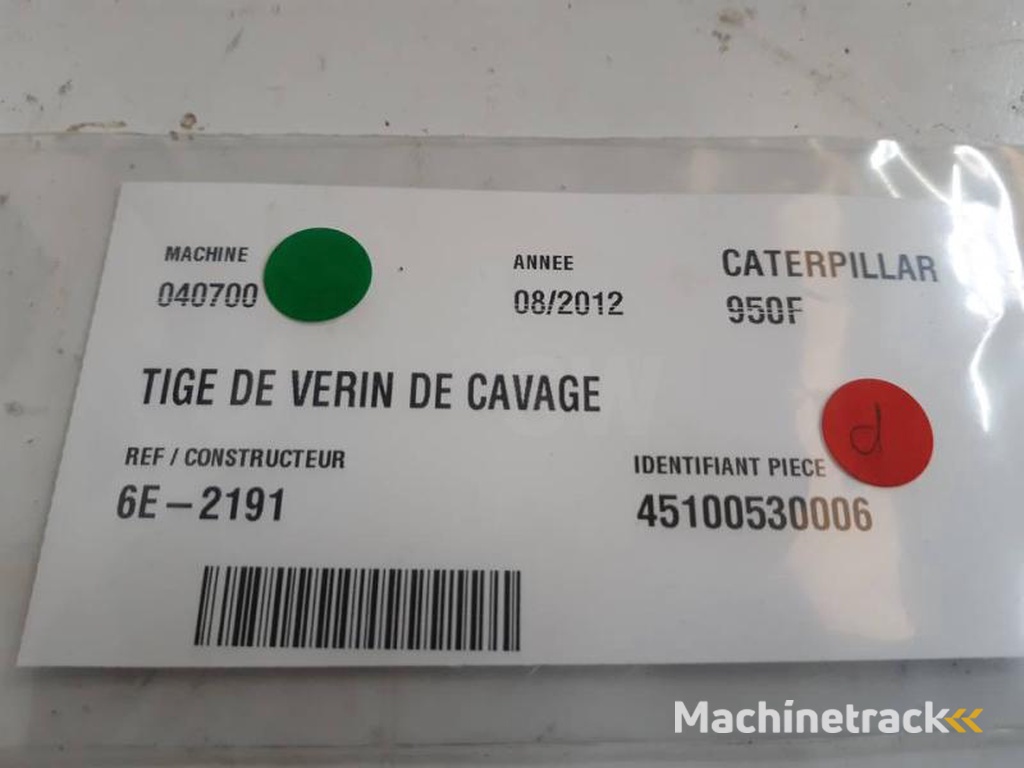 MACHINE
040700
ANNEE
08/2012
CATERPILLAR
950F
TIGE DE VERIN DE CAVAGE
REF / CONSTRUCTEUR
6E-2191
IDENTIFIANT PIECE
45100530006
d
Machinetrack